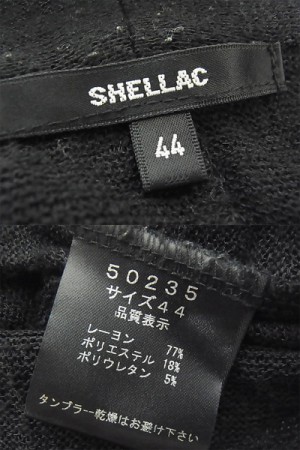 SHELLAC
44
50235
サイズ44
品質表示
レーヨン 77%
ポリエステル 18%
ポリウレタン 5%
タンブラー乾燥はお避け下さい